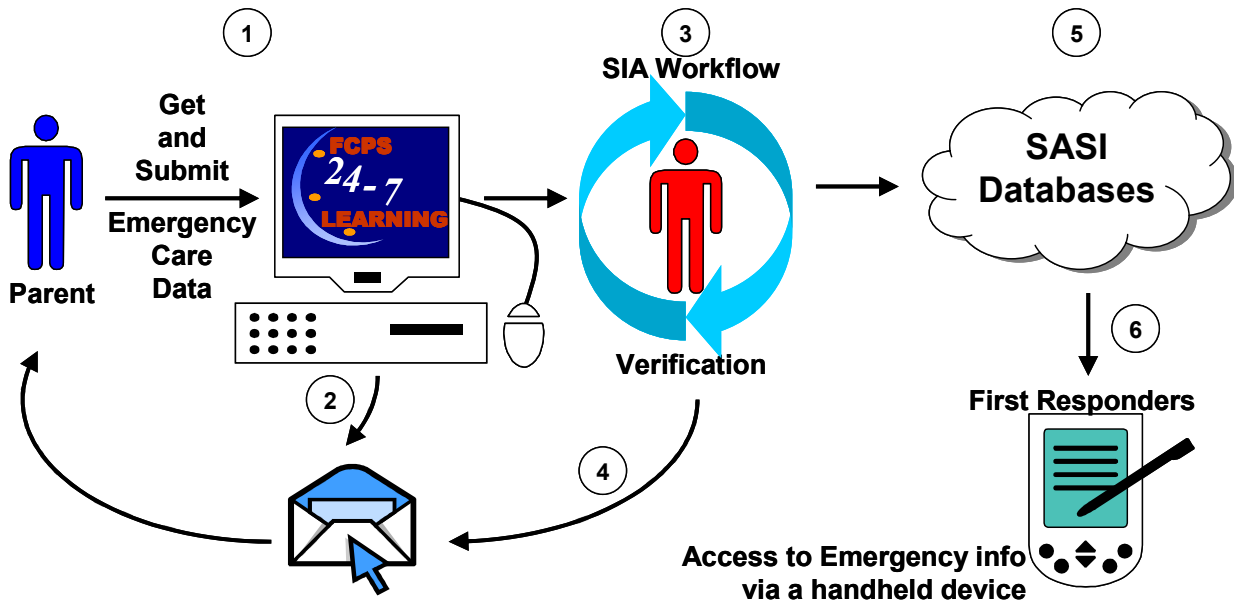 1
Get
and
Submit
Emergency
Care
Data
Parent
FCPS
24-7
LEARNING
2
3
SIA Workflow
Verification
4
5
SASI
Databases
6
First Responders
Access to Emergency info
via a handheld device